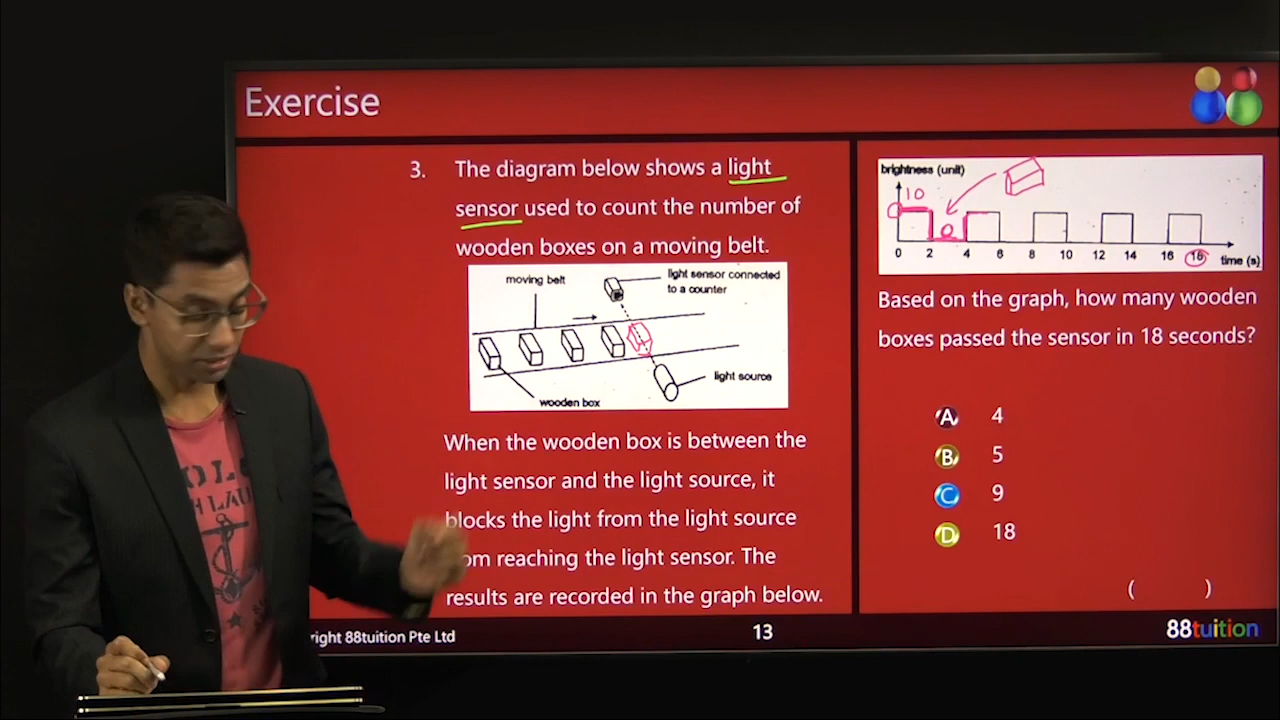 Exercise
3. The diagram below shows a light
sensor used to count the number of
wooden boxes on a moving belt.
moving belt
light sensor connected
to a counter
light source
wooden box
When the wooden box is between the
light sensor and the light source, it
blocks the light from the light source
om reaching the light sensor. The
results are recorded in the graph below.
brightness (unit)
10
0
0 2 4 6 8 10 12 14 16 18 time (s)
Based on the graph, how many wooden
boxes passed the sensor in 18 seconds?
A 4
B 5
C 9
D 18
( )
right 88tuition Pte Ltd
13
88tuition